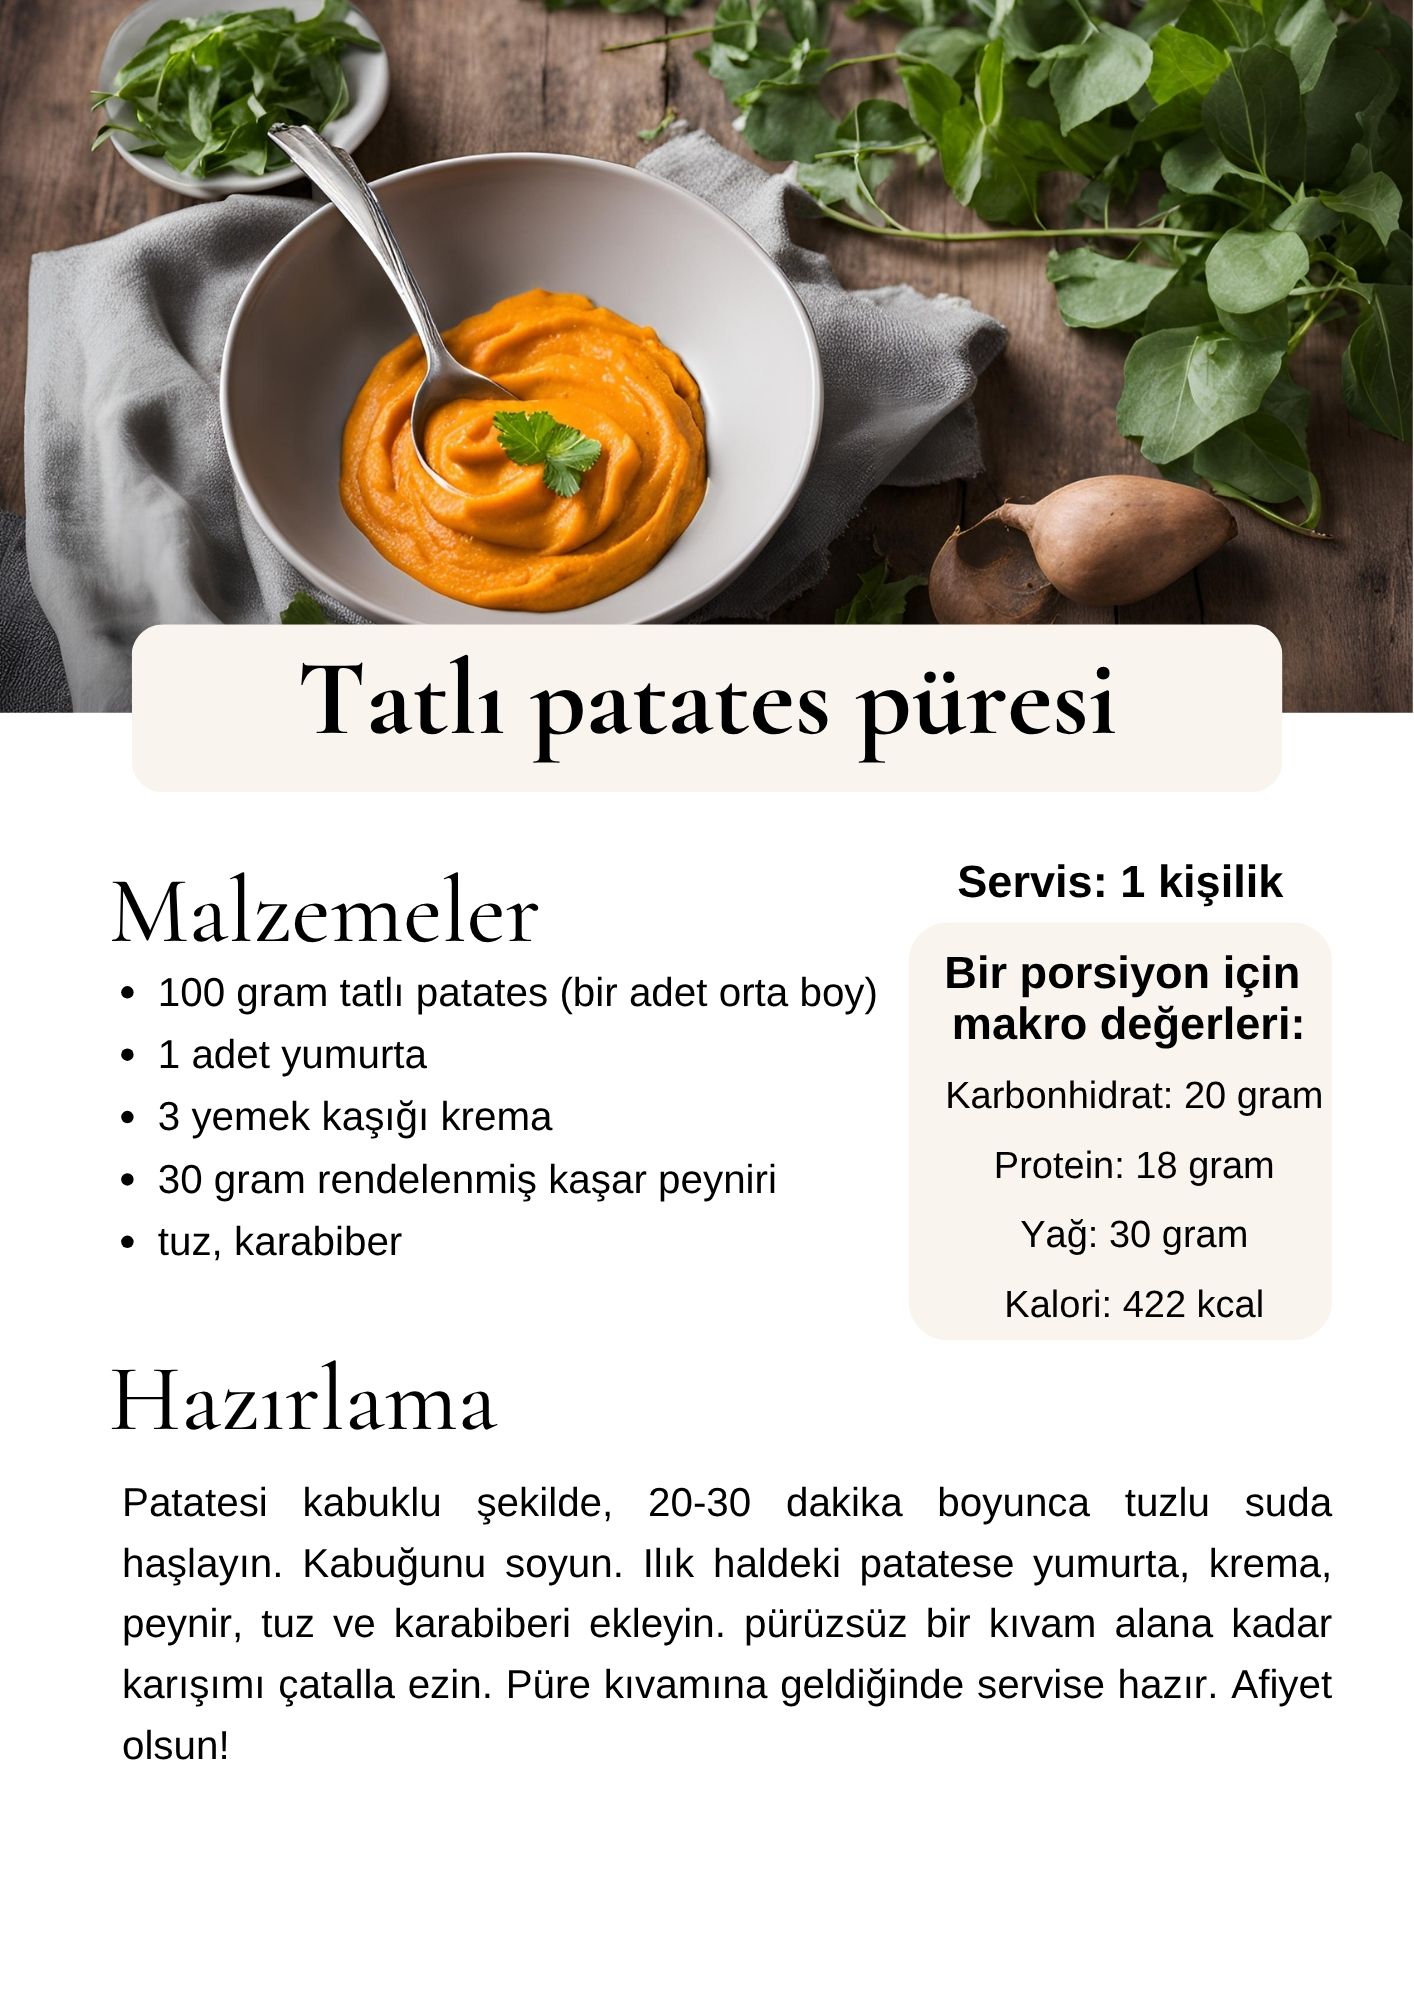 Tatlı patates püresi
Malzemeler
• 100 gram tatlı patates (bir adet orta boy)
• 1 adet yumurta
• 3 yemek kaşığı krema
• 30 gram rendelenmiş kaşar peyniri
• tuz, karabiber
Servis: 1 kişilik
Bir porsiyon için
makro değerleri:
Karbonhidrat: 20 gram
Protein: 18 gram
Yağ: 30 gram
Kalori: 422 kcal
Hazırlama
Patatesi kabuklu şekilde, 20-30 dakika boyunca tuzlu suda
haşlayın. Kabuğunu soyun. Ilık haldeki patatese yumurta, krema,
peynir, tuz ve karabiberi ekleyin. pürüzsüz bir kıvam alana kadar
karışımı çatalla ezin. Püre kıvamına geldiğinde servise hazır. Afiyet
olsun!